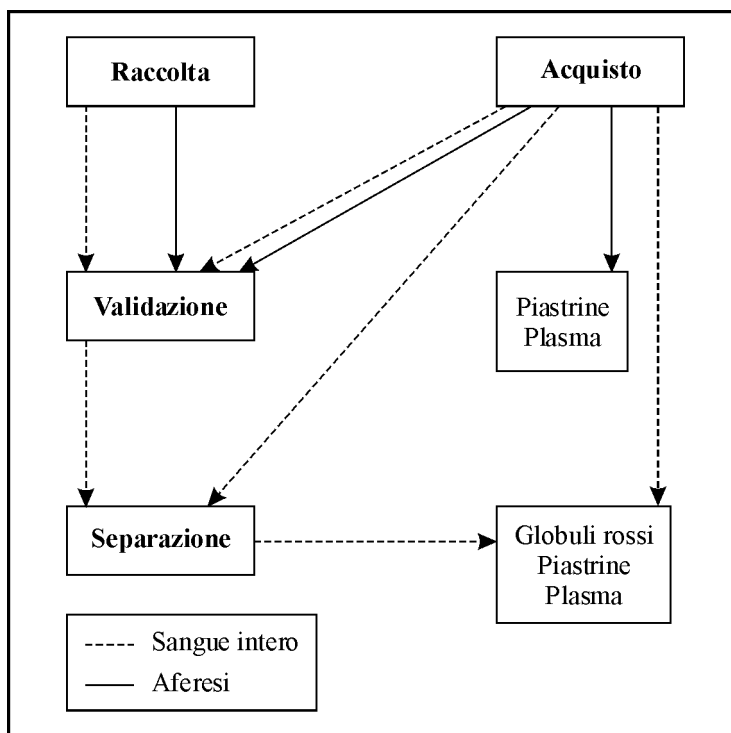 Raccolta
Acquisto
Validazione
Piastrine
Plasma
Separazione
Globuli rossi
Piastrine
Plasma
Sangue intero
Aferesi